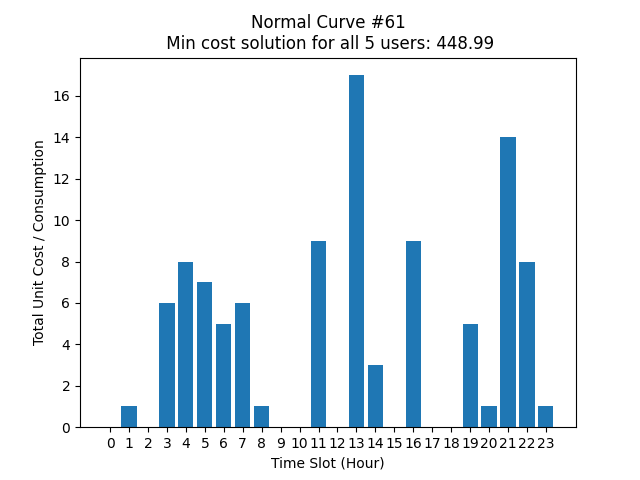 Normal Curve #61
Min cost solution for all 5 users: 448.99
Total Unit Cost / Consumption
16
14
12
10
8
6
4
2
0
0 1 2 3 4 5 6 7 8 9 10 11 12 13 14 15 16 17 18 19 20 21 22 23
Time Slot (Hour)